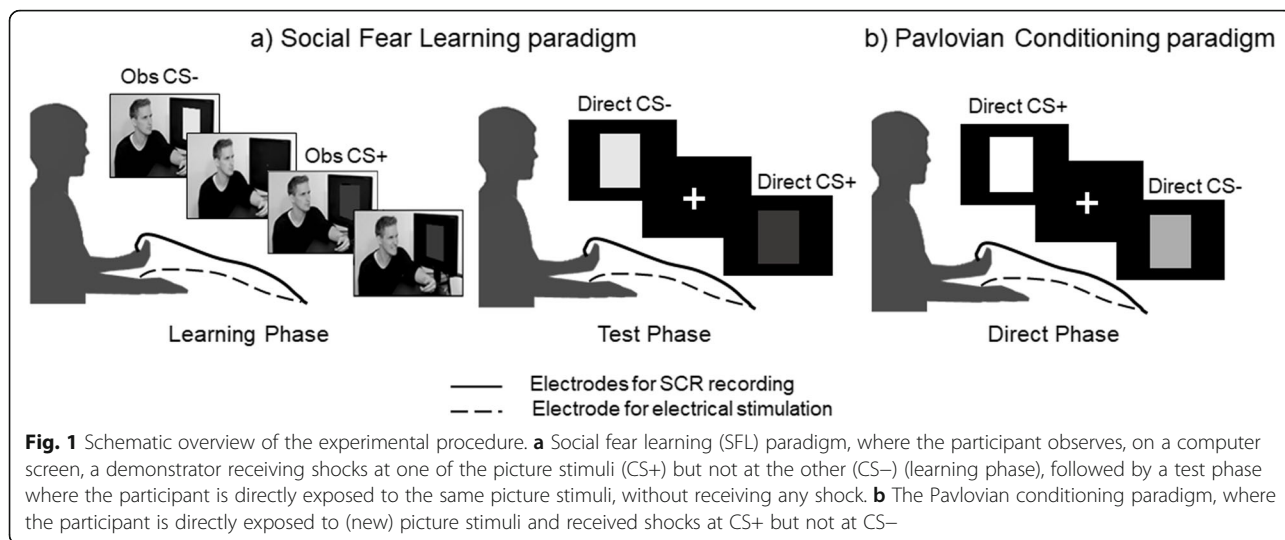 a) Social Fear Learning paradigm
b) Pavlovian Conditioning paradigm
Obs CS-
Obs CS+
Direct CS-
Direct CS+
Direct CS+
Direct CS-
Learning Phase
Test Phase
Direct Phase
Electrodes for SCR recording
Electrode for electrical stimulation
Fig. 1 Schematic overview of the experimental procedure. a Social fear learning (SFL) paradigm, where the participant observes, on a computer
screen, a demonstrator receiving shocks at one of the picture stimuli (CS+) but not at the other (CS−) (learning phase), followed by a test phase
where the participant is directly exposed to the same picture stimuli, without receiving any shock. b The Pavlovian conditioning paradigm, where
the participant is directly exposed to (new) picture stimuli and received shocks at CS+ but not at CS−